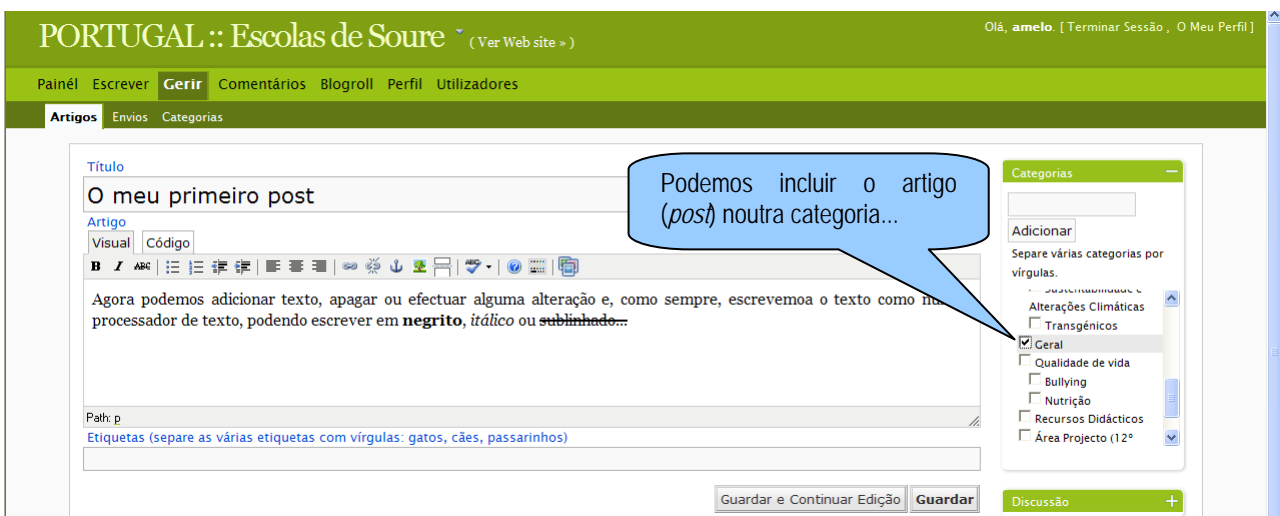 PORTUGAL :: Escolas de Soure ( Ver Web site » )
Olá, amelo. [ Terminar Sessão , O Meu Perfil ]
Painél Escrever Gerir Comentários Blogroll Perfil Utilizadores
Artigos Envios Categorias
Título
O meu primeiro post
Artigo
Visual Código
B I ABC
Agora podemos adicionar texto, apagar ou efectuar alguma alteração e, como sempre, escrevemoa o texto como
processador de texto, podendo escrever em negrito, itálico ou sublinhado...
Path: p
Etiquetas (separe as várias etiquetas com vírgulas: gatos, cães, passarinhos)
Guardar e Continuar Edição Guardar
Podemos incluir o artigo
(post) noutra categoria...
Categorias
Adicionar
Separe várias categorias por
vírgulas.
Sustentabilidade e
Alterações Climáticas
Transgénicos
Geral
Qualidade de vida
Bullying
Nutrição
Recursos Didácticos
Área Projecto (12º
Discussão